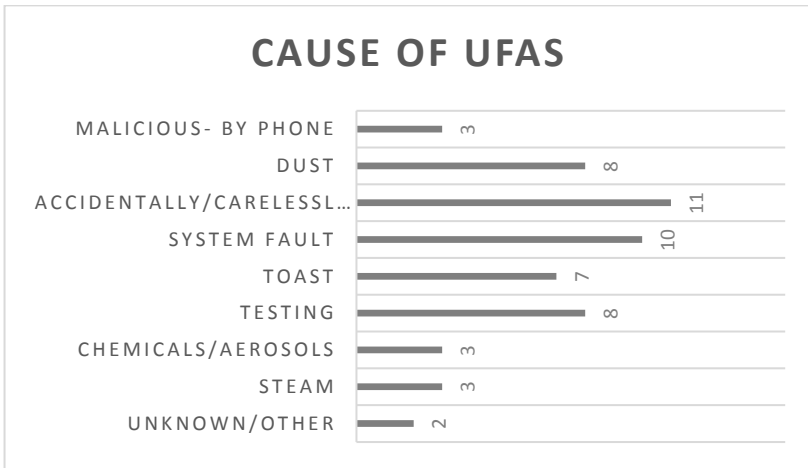 CAUSE OF UFAS
MALICIOUS- BY PHONE 3
DUST 8
ACCIDENTALLY/CARELESSL... 11
SYSTEM FAULT 10
TOAST 7
TESTING 8
CHEMICALS/AEROSOLS 3
STEAM 3
UNKNOWN/OTHER 2